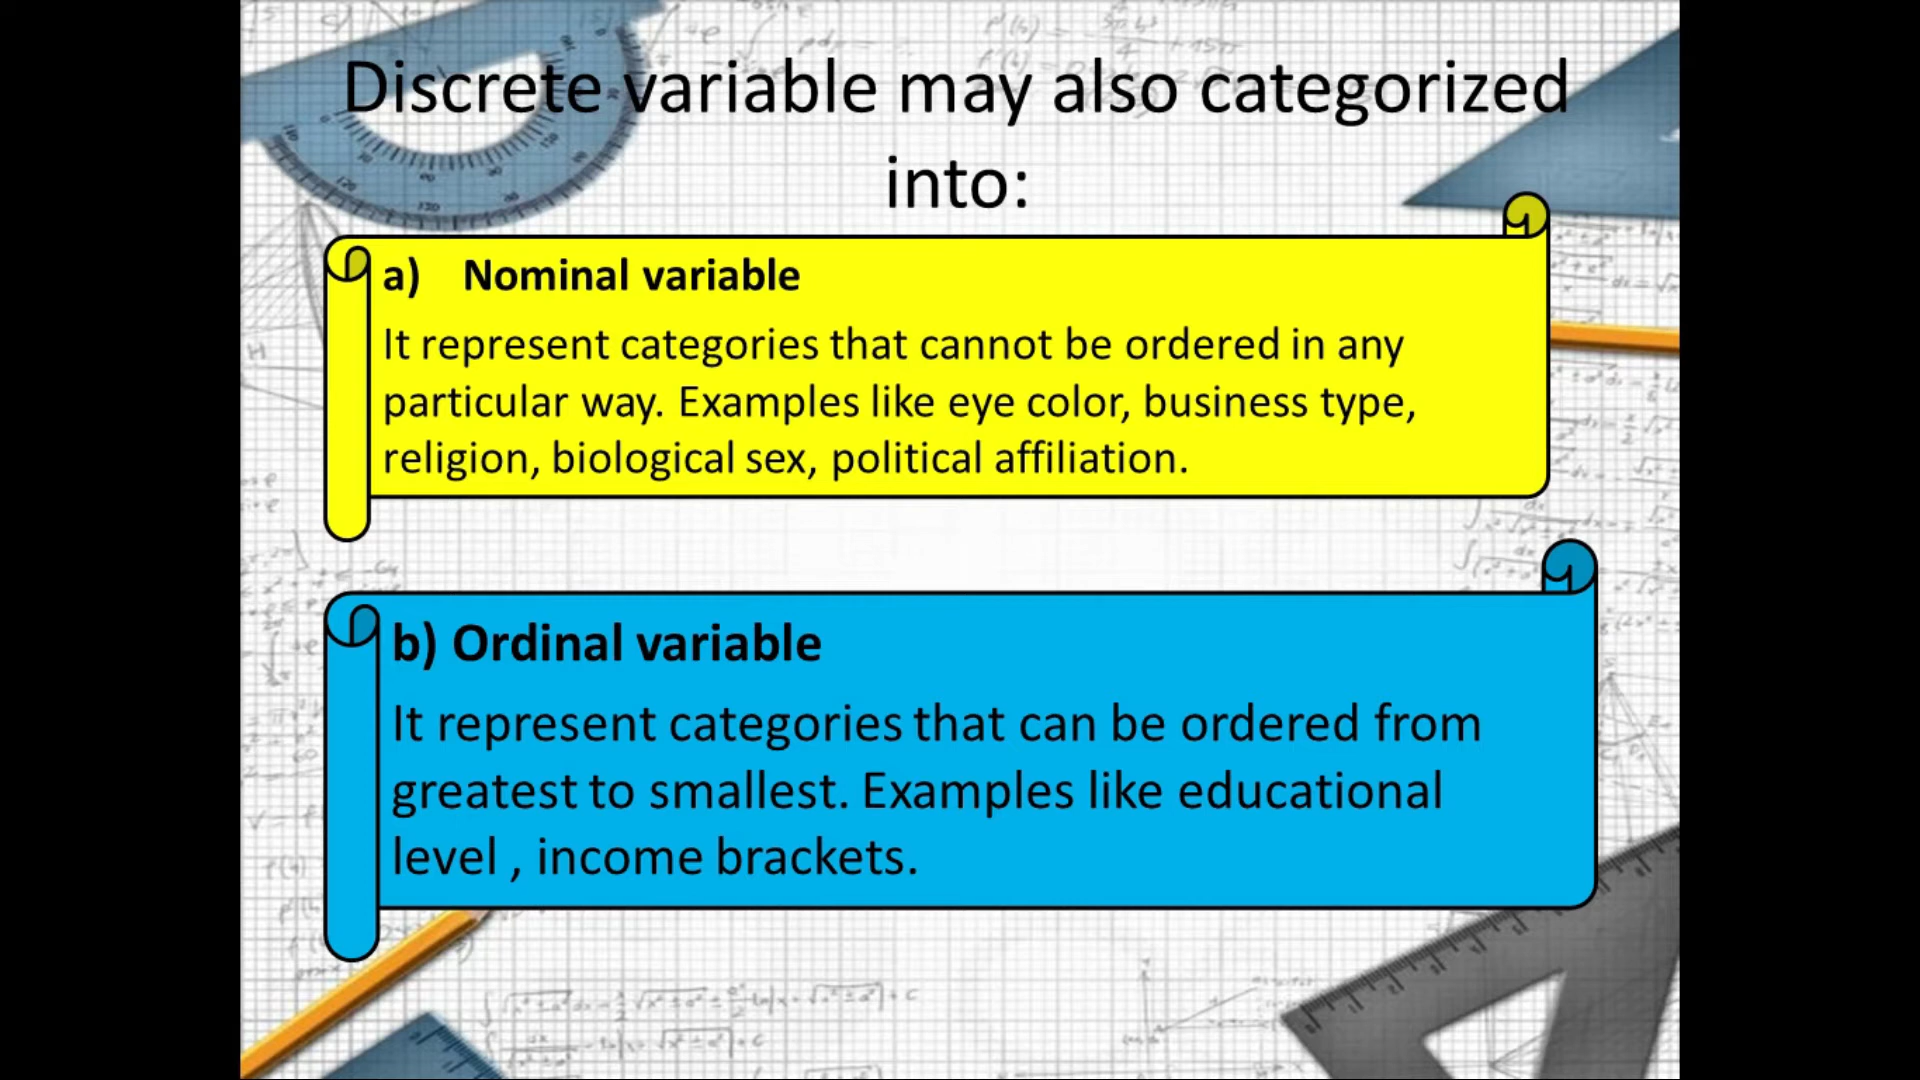 Discrete variable may also categorized
into:
a) Nominal variable
It represent categories that cannot be ordered in any
particular way. Examples like eye color, business type,
religion, biological sex, political affiliation.
b) Ordinal variable
It represent categories that can be ordered from
greatest to smallest. Examples like educational
level , income brackets.